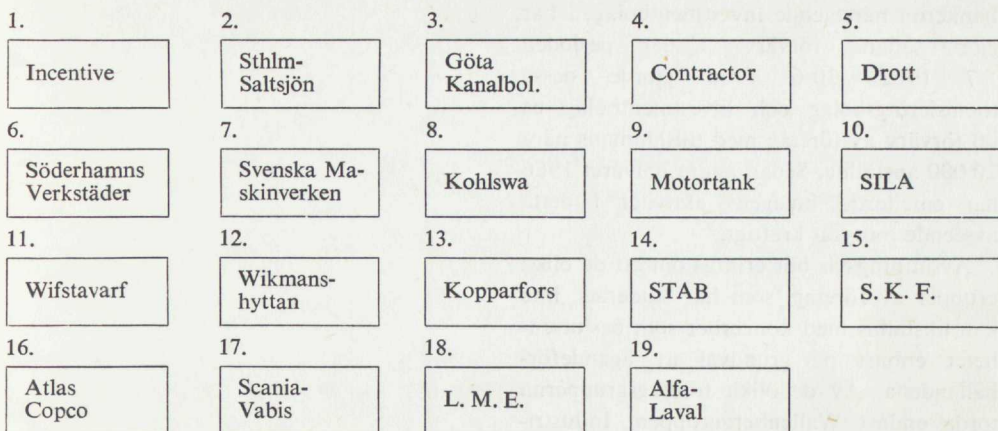 1.
Incentive
2.
Sthlm-
Saltsjön
3.
Göta
Kanalbol.
4.
Contractor
5.
Drott
6.
Söderhamns
Verkstäder
7.
Svenska Ma-
skinverken
8.
Kohlswa
9.
Motortank
10.
SILA
11.
Wifstavarf
12.
Wikmans-
hyttan
13.
Kopparfors
14.
STAB
15.
S. K. F.
16.
Atlas
Copco
17.
Scania-
Vabis
18.
L. M. E.
19.
Alfa-
Laval